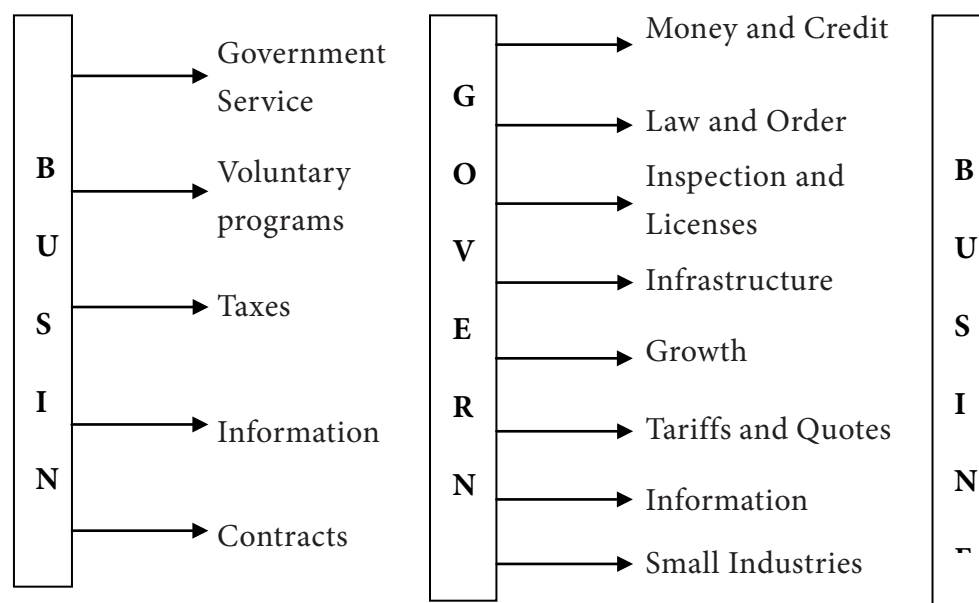 B
U
S
I
N
Government
Service
Voluntary
programs
Taxes
Information
Contracts
G
O
V
E
R
N
Money and Credit
Law and Order
Inspection and
Licenses
Infrastructure
Growth
Tariffs and Quotes
Information
Small Industries
B
U
S
I
N